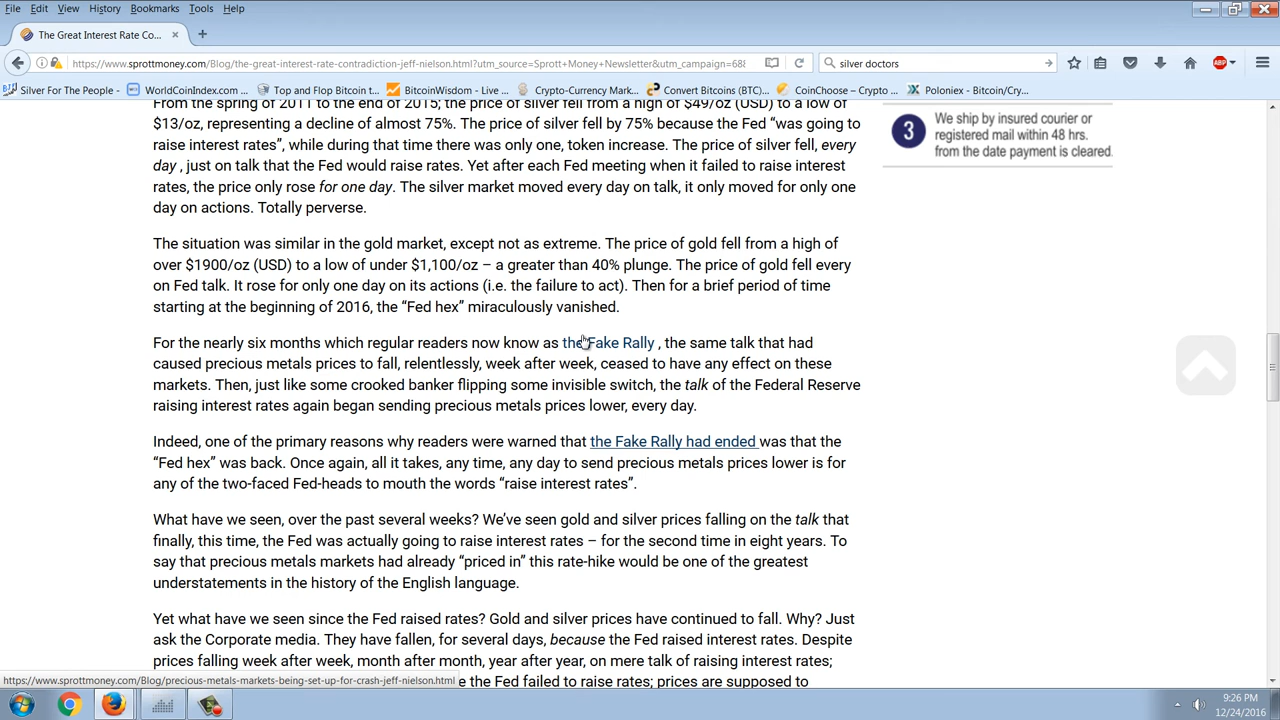 File Edit View History Bookmarks Tools Help
The Great Interest Rate Co...
https://www.sprottmoney.com/Blog/the-great-interest-rate-contradiction-jeff-nielson.html?utm_source=Sprott+Money+Newsletter&utm_campaign=68
silver doctors
ABP
Silver For The People - WorldCoinIndex.com ... Top and Flop Bitcoin t... BitcoinWisdom - Live ... Crypto-Currency Mark... Convert Bitcoins (BTC)... CoinChoose – Crypto ... Poloniex - Bitcoin/Cry...
From the spring of 2011 to the end of 2015; the price of silver fell from a high of $49/oz (USD) to a low of
$13/oz, representing a decline of almost 75%. The price of silver fell by 75% because the Fed “was going to
raise interest rates”, while during that time there was only one, token increase. The price of silver fell, every
day , just on talk that the Fed would raise rates. Yet after each Fed meeting when it failed to raise interest
rates, the price only rose for one day. The silver market moved every day on talk, it only moved for only one
day on actions. Totally perverse.
The situation was similar in the gold market, except not as extreme. The price of gold fell from a high of
over $1900/oz (USD) to a low of under $1,100/oz – a greater than 40% plunge. The price of gold fell every
on Fed talk. It rose for only one day on its actions (i.e. the failure to act). Then for a brief period of time
starting at the beginning of 2016, the “Fed hex” miraculously vanished.
For the nearly six months which regular readers now know as the Fake Rally , the same talk that had
caused precious metals prices to fall, relentlessly, week after week, ceased to have any effect on these
markets. Then, just like some crooked banker flipping some invisible switch, the talk of the Federal Reserve
raising interest rates again began sending precious metals prices lower, every day.
Indeed, one of the primary reasons why readers were warned that the Fake Rally had ended was that the
“Fed hex” was back. Once again, all it takes, any time, any day to send precious metals prices lower is for
any of the two-faced Fed-heads to mouth the words “raise interest rates”.
What have we seen, over the past several weeks? We’ve seen gold and silver prices falling on the talk that
finally, this time, the Fed was actually going to raise interest rates – for the second time in eight years. To
say that precious metals markets had already “priced in” this rate-hike would be one of the greatest
understatements in the history of the English language.
Yet what have we seen since the Fed raised rates? Gold and silver prices have continued to fall. Why? Just
ask the Corporate media. They have fallen, for several days, because the Fed raised interest rates. Despite
prices falling week after week, month after month, year after year, on mere talk of raising interest rates;
e the Fed failed to raise rates; prices are supposed to
3
We ship by insured courier or
registered mail within 48 hrs.
from the date payment is cleared.
https://www.sprottmoney.com/Blog/precious-metals-markets-being-set-up-for-crash-jeff-nielson.html
9:26 PM
12/24/2016